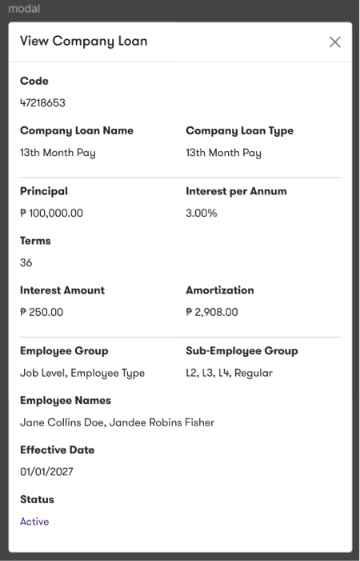 modal
View Company Loan
Code
47218653
Company Loan Name Company Loan Type
13th Month Pay 13th Month Pay
Principal Interest per Annum
₱ 100,000.00 3.00%
Terms
36
Interest Amount Amortization
₱ 250.00 ₱ 2,908.00
Employee Group Sub-Employee Group
Job Level, Employee Type L2, L3, L4, Regular
Employee Names
Jane Collins Doe, Jandee Robins Fisher
Effective Date
01/01/2027
Status
Active